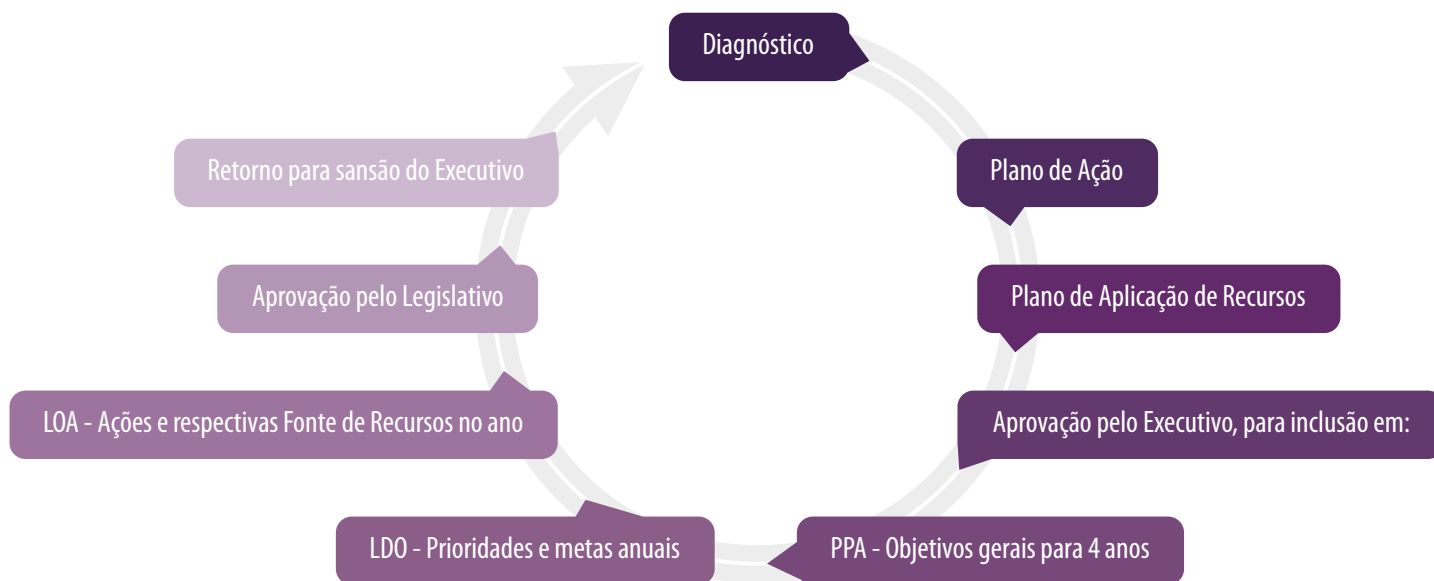 Diagnóstico
Plano de Ação
Plano de Aplicação de Recursos
Aprovação pelo Executivo, para inclusão em:
PPA - Objetivos gerais para 4 anos
LDO - Prioridades e metas anuais
LOA - Ações e respectivas Fonte de Recursos no ano
Aprovação pelo Legislativo
Retorno para sansão do Executivo